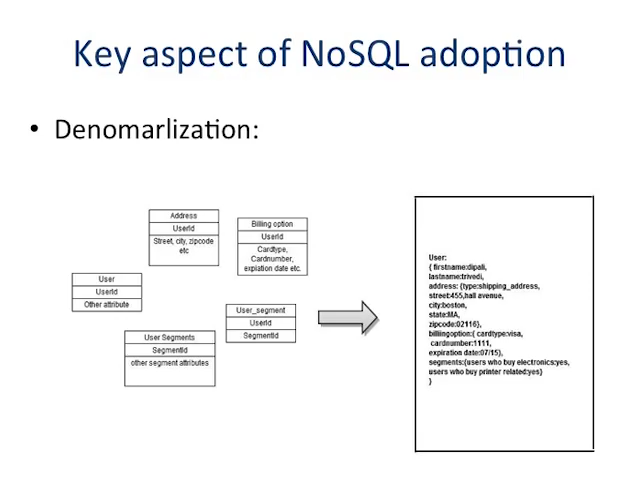 Key aspect of NoSQL adoption
• Denomarlization:
Address
UserId
Street, city, zipcode
etc
Billing option
UserId
Cardtype,
Cardnumber,
expiation date etc.
User
UserId
Other attribute
User_segment
UserId
SegmentId
User Segments
SegmentId
other segment attributes
User:
{ firstname:dipali,
lastname:trivedi,
address: {type:shipping_address,
street:455,hall avenue,
city:boston,
state:MA,
zipcode:02116},
billiingoption:{ cardtype:visa,
cardnumber:1111,
expiration date:07/15},
segments:{users who buy electronics:yes,
users who buy printer related:yes}
}